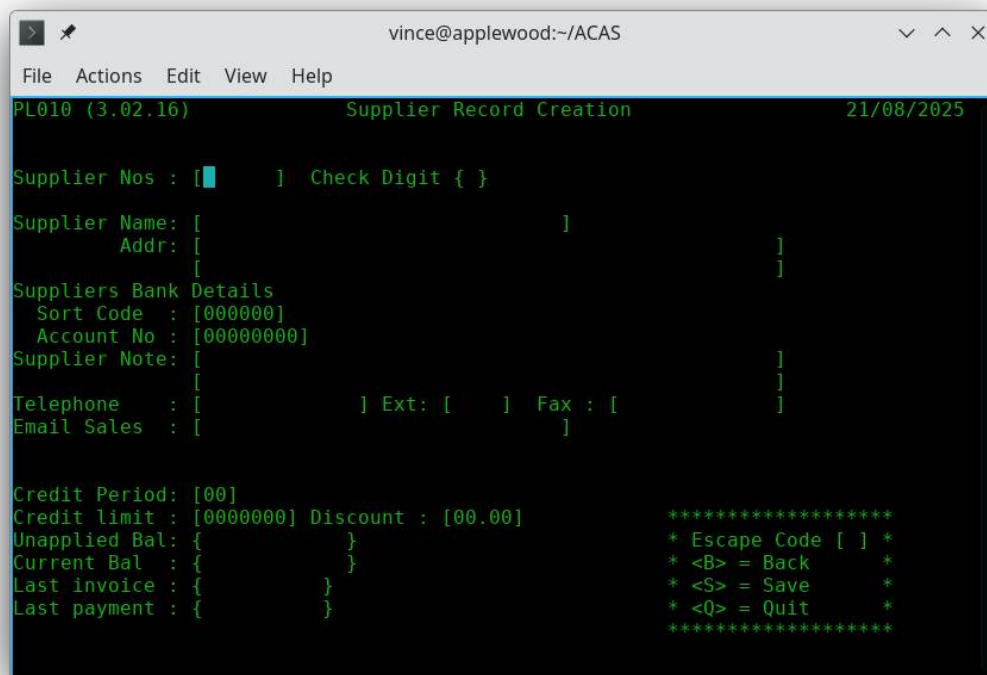 vince@applewood:~/ACAS
File Actions Edit View Help
PL010 (3.02.16) Supplier Record Creation 21/08/2025
Supplier Nos : [ ] Check Digit { }
Supplier Name: [ ]
Addr: [ ]
[ ]
Suppliers Bank Details
Sort Code : [000000]
Account No : [00000000]
Supplier Note: [ ]
[ ]
Telephone : [ ] Ext: [ ] Fax : [ ]
Email Sales : [ ]
Credit Period: [00]
Credit limit : [0000000] Discount : [00.00] *******************
Unapplied Bal: { } * Escape Code [ ] *
Current Bal : { } * <B> = Back *
Last invoice : { } * <S> = Save *
Last payment : { } * <Q> = Quit *
*******************